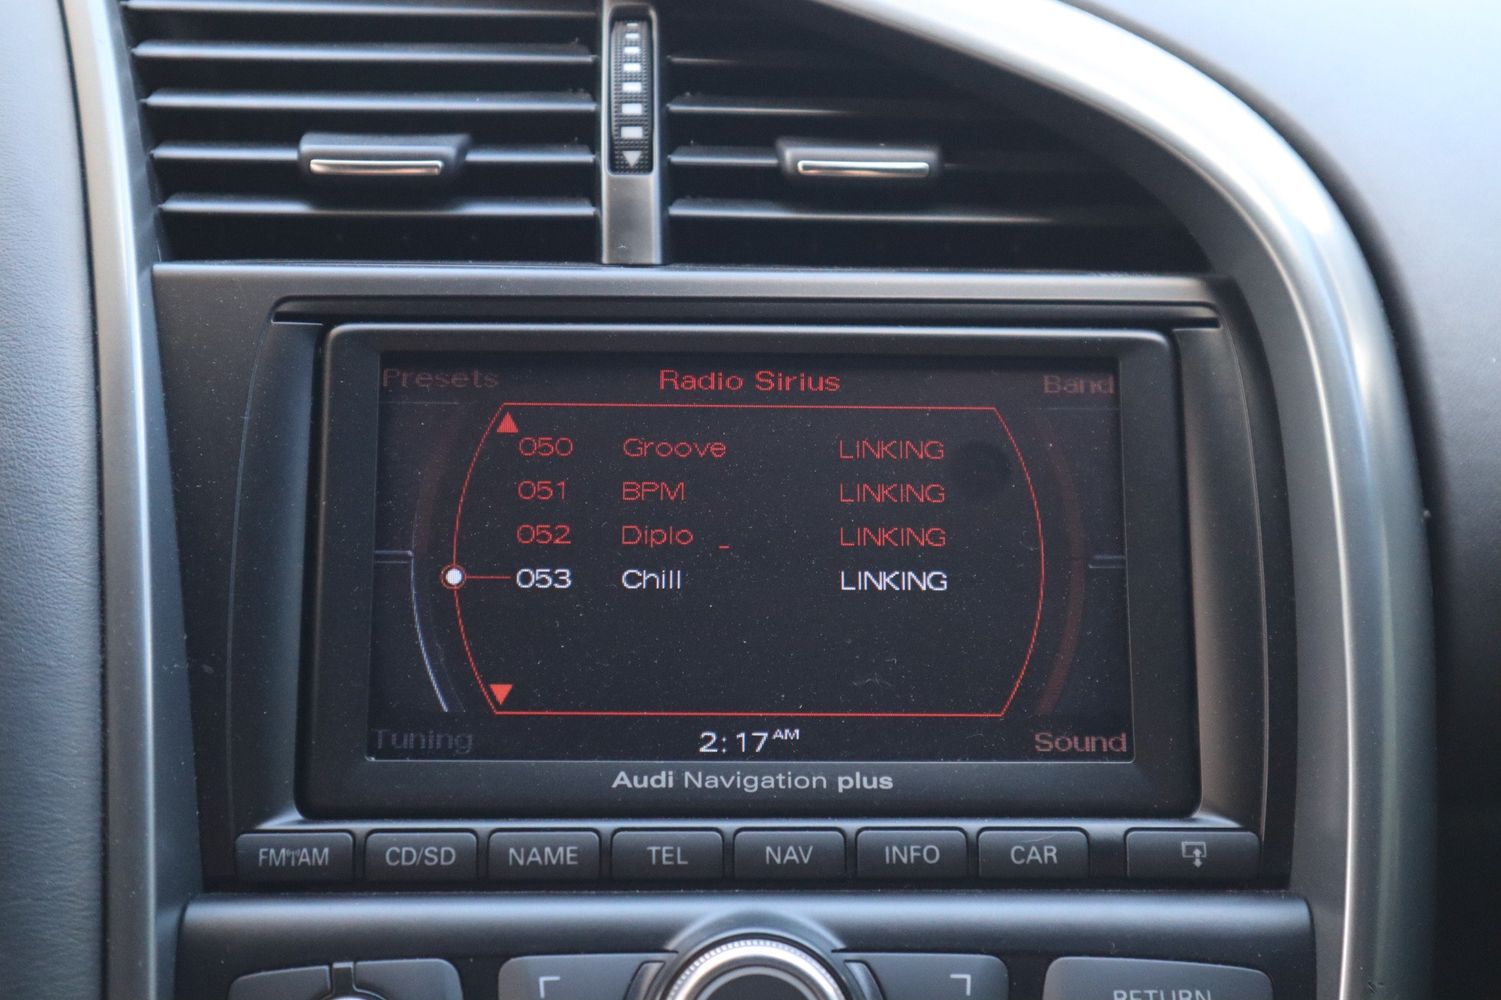 Presets Radio Sirius Band
050 Groove LINKING
051 BPM LINKING
052 Diplo _ LINKING
053 Chill LINKING
Tuning 2:17 AM Sound
Audi Navigation plus
FM AM CD/SD NAME TEL NAV INFO CAR
RETURN